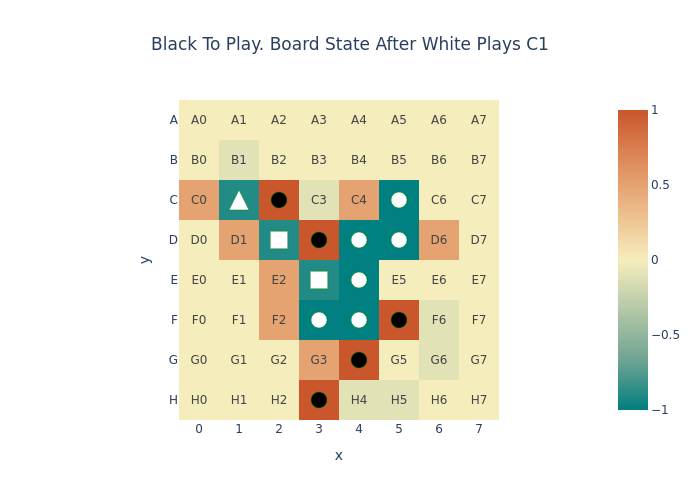 Black To Play. Board State After White Plays C1
A A0 A1 A2 A3 A4 A5 A6 A7
B B0 B1 B2 B3 B4 B5 B6 B7
C C0 C3 C4 C6 C7
D D0 D1 D6 D7
E E0 E1 E2 E5 E6 E7
F F0 F1 F2 F6 F7
G G0 G1 G2 G3 G5 G6 G7
H H0 H1 H2 H4 H5 H6 H7
0 1 2 3 4 5 6 7
x
y
1
0.5
0
−0.5
−1